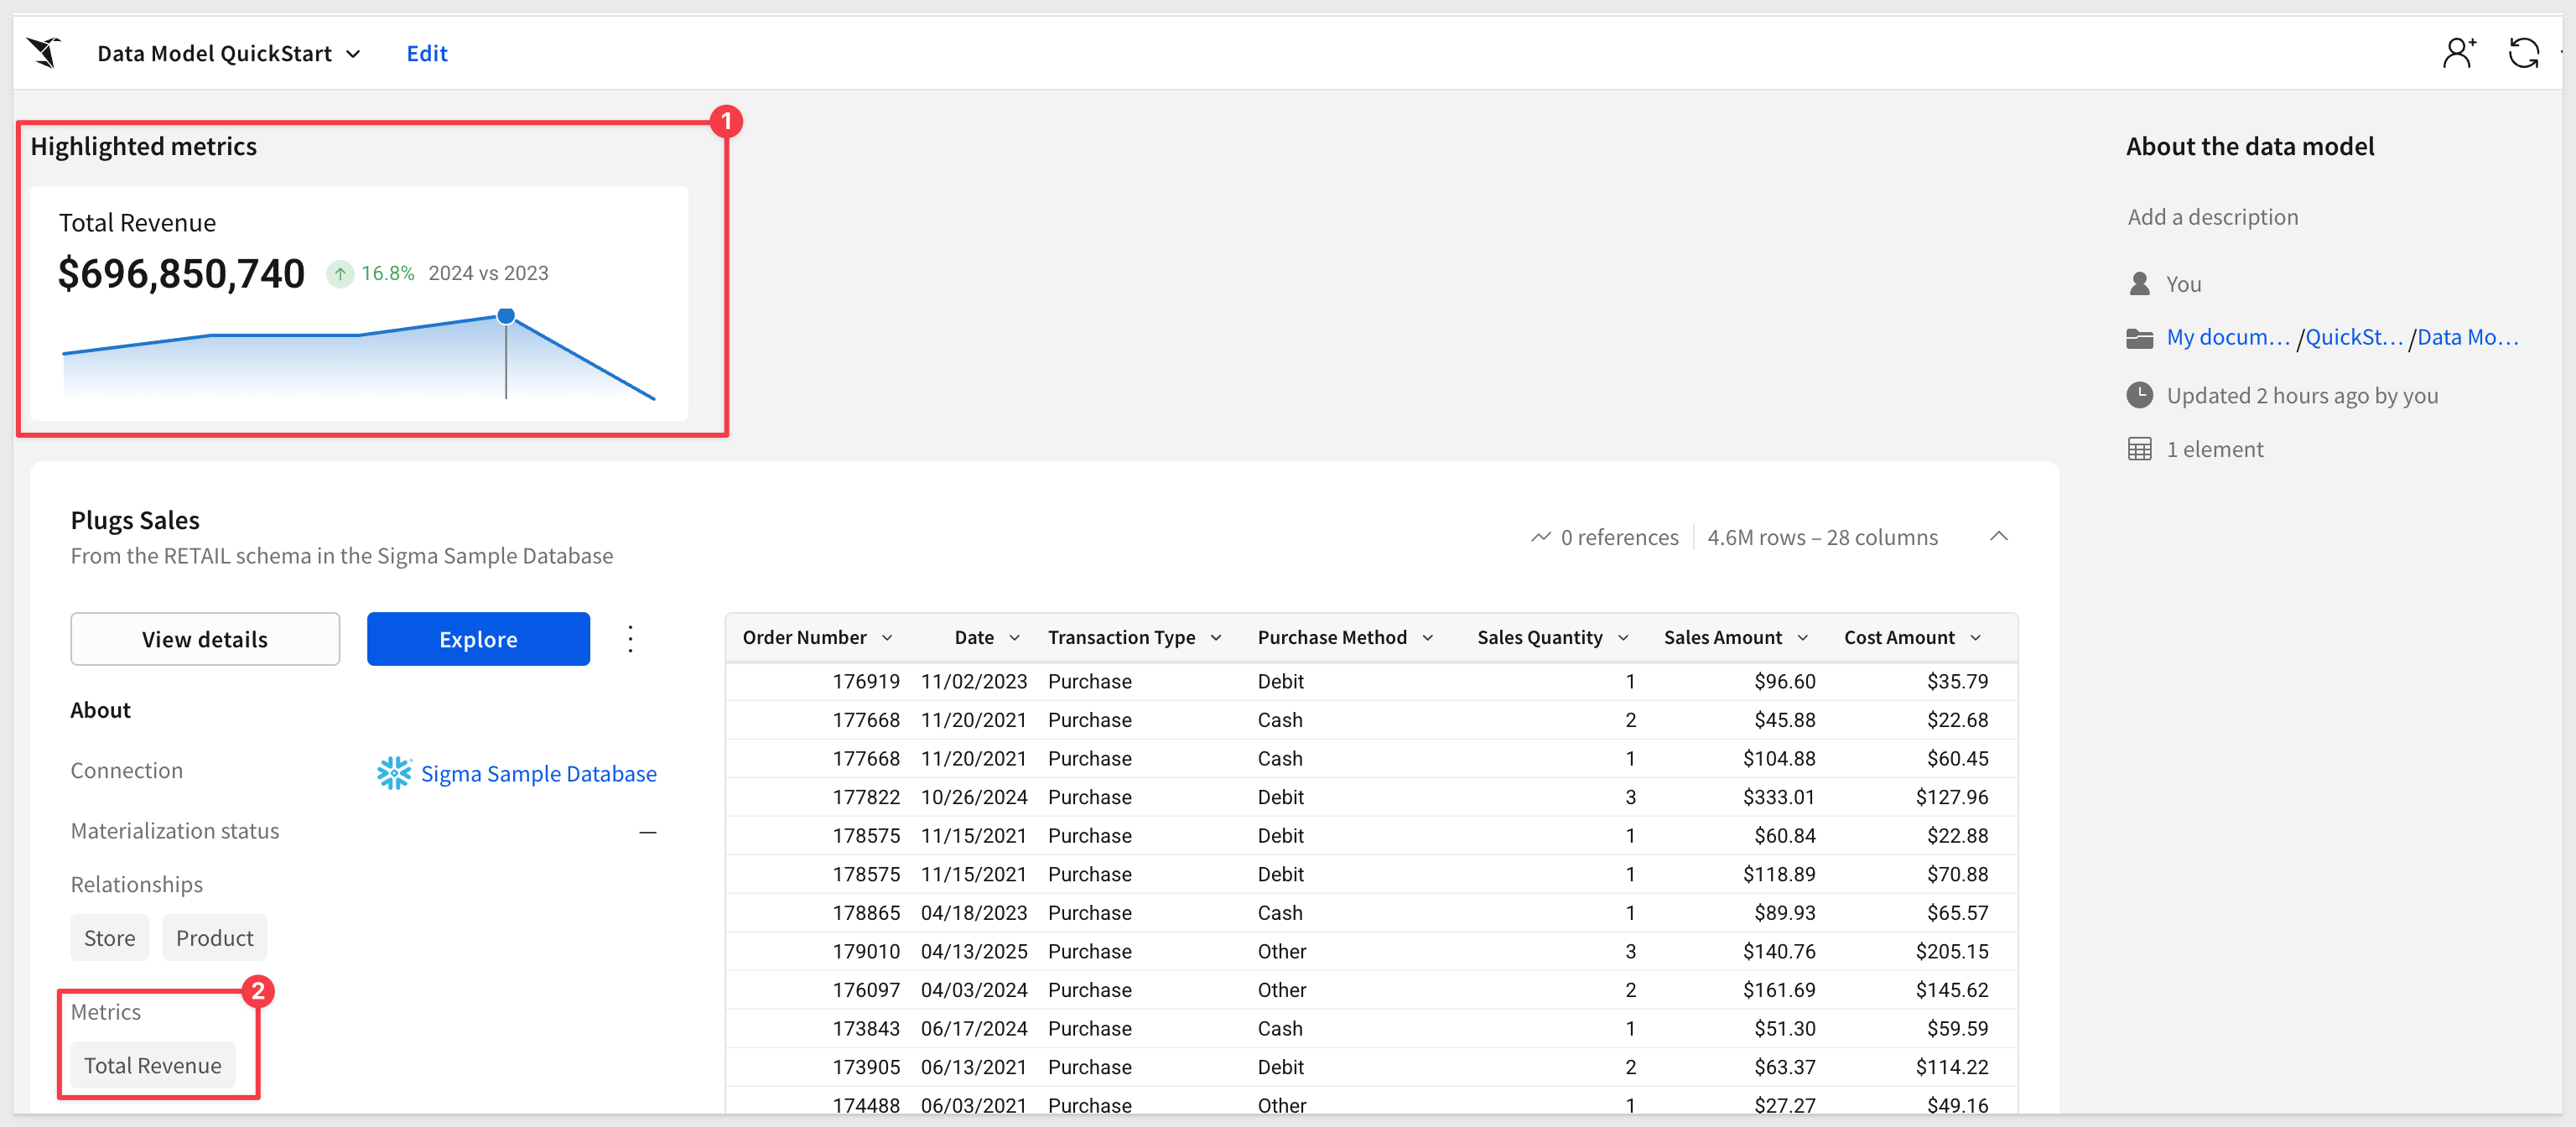 Data Model QuickStart Edit
1
Highlighted metrics
Total Revenue
$696,850,740 16.8% 2024 vs 2023
About the data model
Add a description
You
My docum... /QuickSt... /Data Mo...
Updated 2 hours ago by you
1 element
Plugs Sales
From the RETAIL schema in the Sigma Sample Database
0 references 4.6M rows – 28 columns
View details Explore
About
Connection Sigma Sample Database
Materialization status —
Relationships
Store Product
2
Metrics
Total Revenue
Order Number Date Transaction Type Purchase Method Sales Quantity Sales Amount Cost Amount
176919 11/02/2023 Purchase Debit 1 $96.60 $35.79
177668 11/20/2021 Purchase Cash 2 $45.88 $22.68
177668 11/20/2021 Purchase Cash 1 $104.88 $60.45
177822 10/26/2024 Purchase Debit 3 $333.01 $127.96
178575 11/15/2021 Purchase Debit 1 $60.84 $22.88
178575 11/15/2021 Purchase Debit 1 $118.89 $70.88
178865 04/18/2023 Purchase Cash 1 $89.93 $65.57
179010 04/13/2025 Purchase Other 3 $140.76 $205.15
176097 04/03/2024 Purchase Other 2 $161.69 $145.62
173843 06/17/2024 Purchase Cash 1 $51.30 $59.59
173905 06/13/2021 Purchase Debit 2 $63.37 $114.22
174488 06/03/2021 Purchase Other 1 $27.27 $49.16